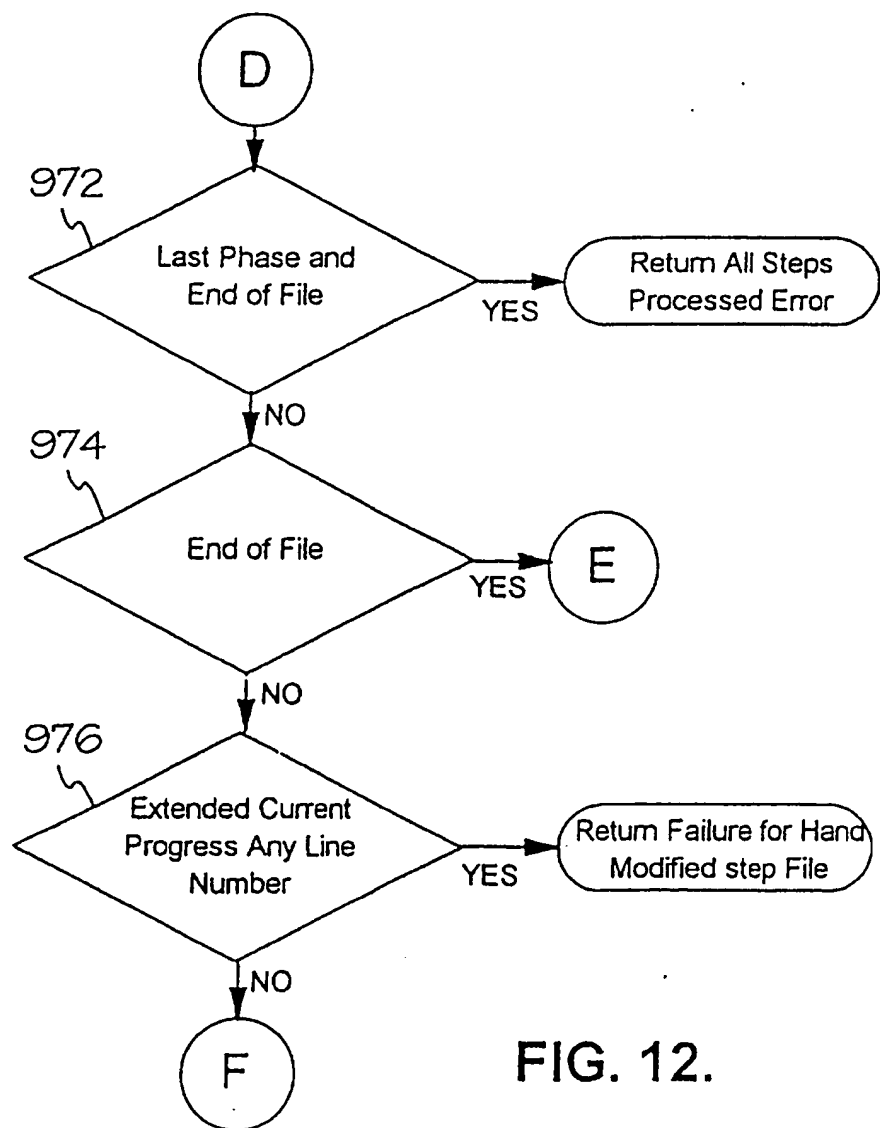 D
972
Last Phase and
End of File
YES
Return All Steps
Processed Error
NO
974
End of File
YES
E
NO
976
Extended Current
Progress Any Line
Number
YES
Return Failure for Hand
Modified step File
NO
F
FIG. 12.